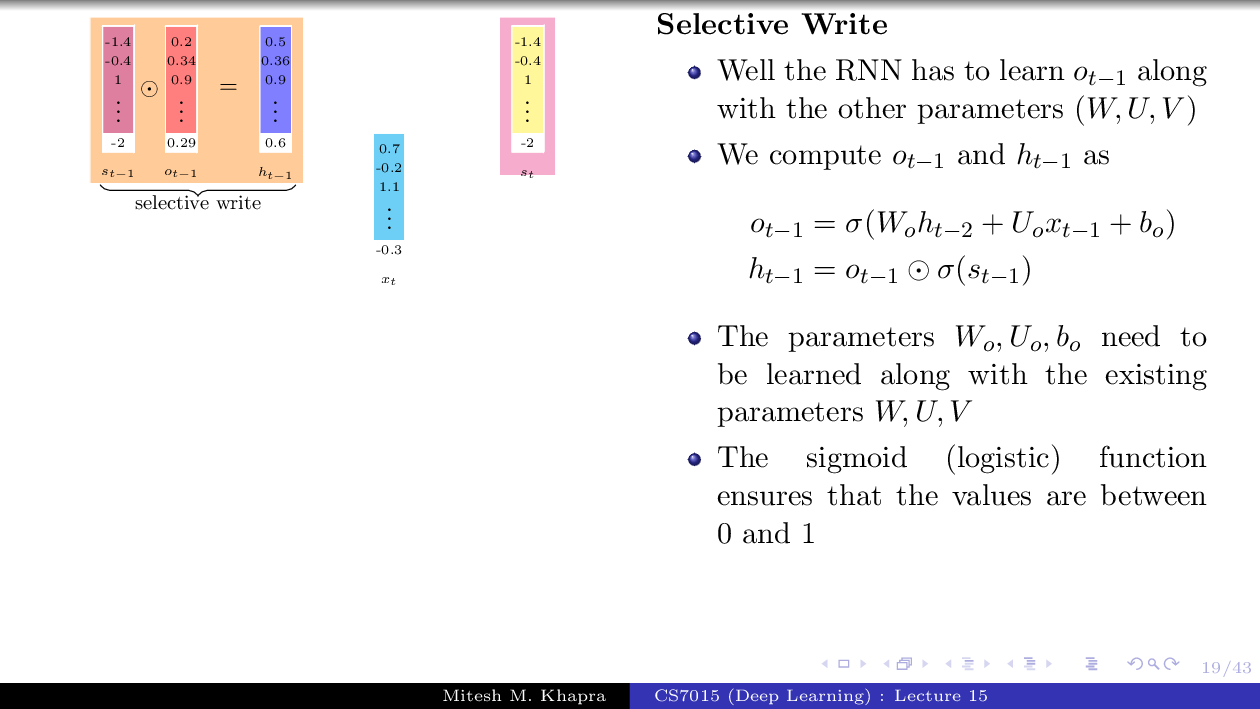 -1.4 0.2 0.5 -1.4
-0.4 0.34 0.36 -0.4
1 ⊙ 0.9 = 0.9 1
⋮ ⋮ ⋮ ⋮
-2 0.29 0.6 -2
s_{t−1} o_{t−1} h_{t−1} s_t
selective write
0.7
-0.2
1.1
⋮
-0.3
x_t
Selective Write
Well the RNN has to learn o_{t−1} along
with the other parameters (W, U, V)
We compute o_{t−1} and h_{t−1} as
o_{t−1} = σ(W_o h_{t−2} + U_o x_{t−1} + b_o)
h_{t−1} = o_{t−1} ⊙ σ(s_{t−1})
The parameters W_o, U_o, b_o need to
be learned along with the existing
parameters W, U, V
The sigmoid (logistic) function
ensures that the values are between
0 and 1
19/43
Mitesh M. Khapra
CS7015 (Deep Learning) : Lecture 15